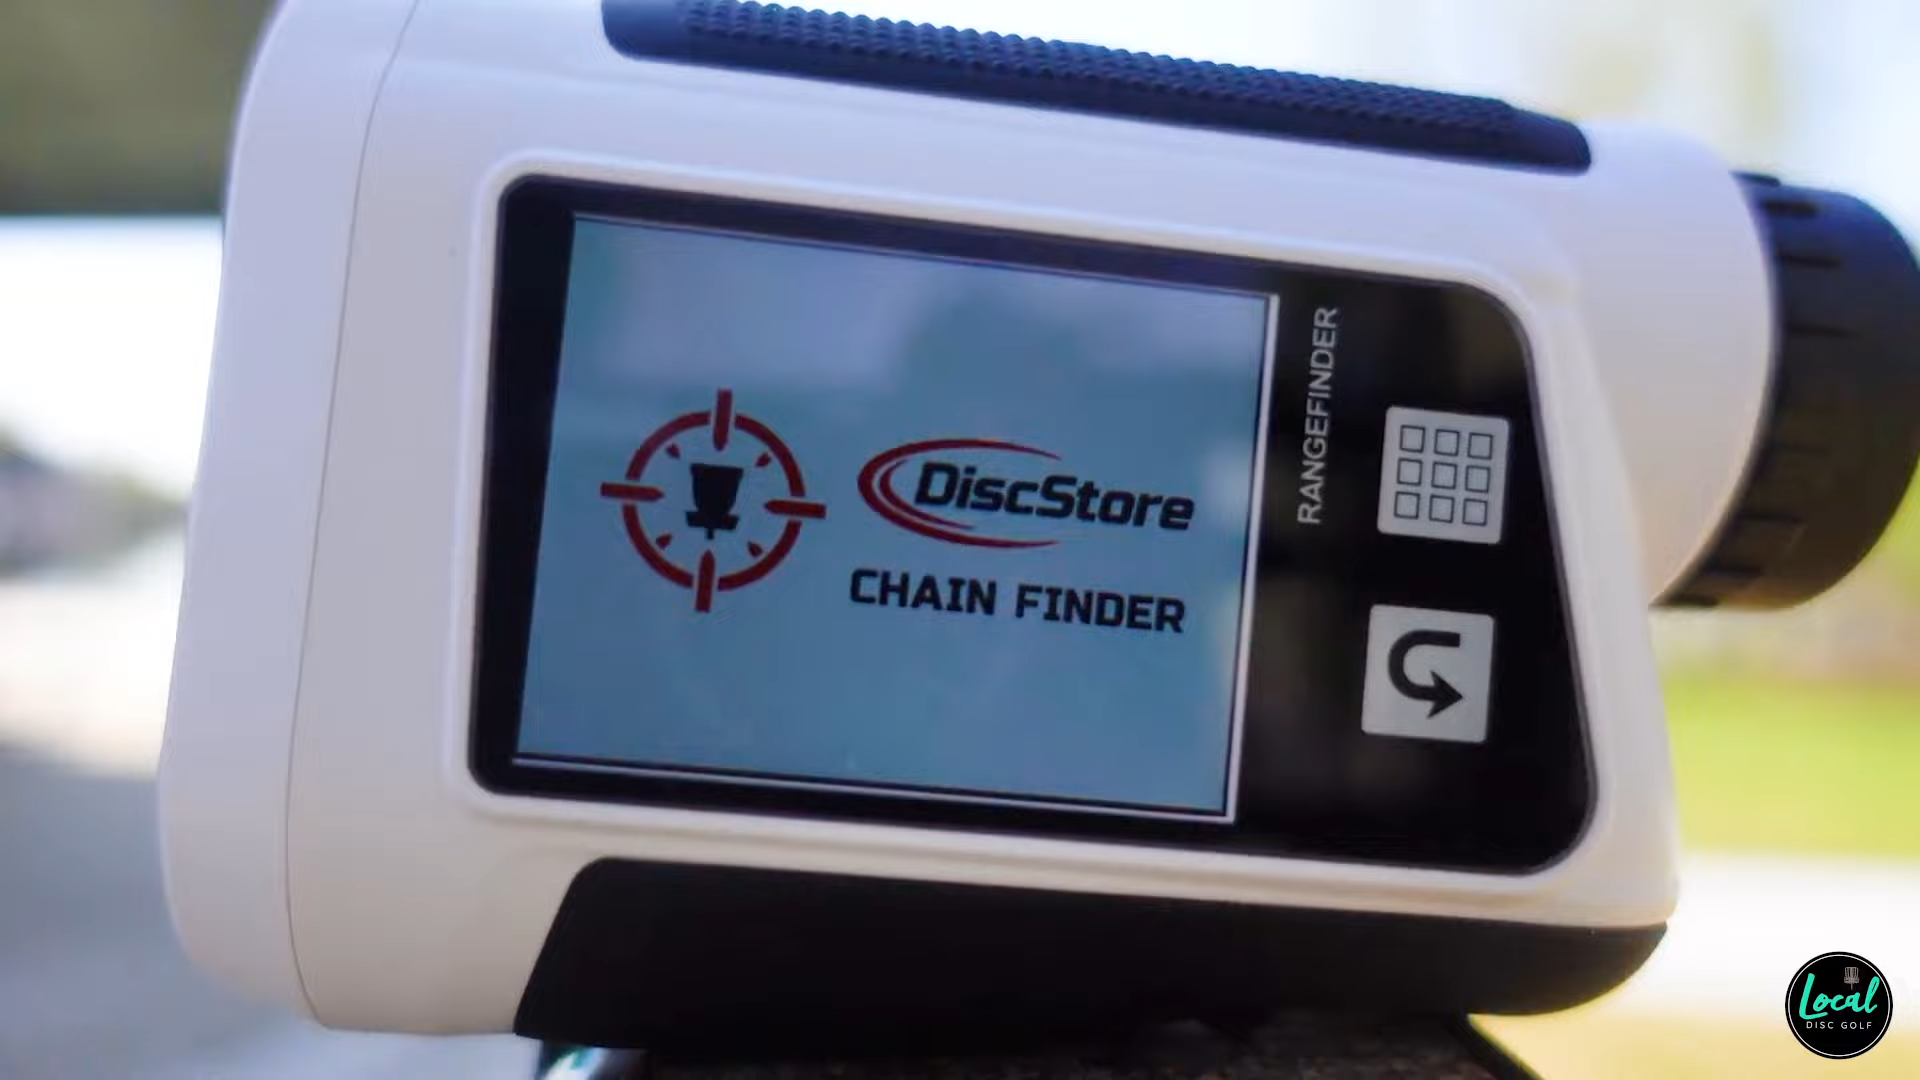 DiscStore
CHAIN FINDER
RANGEFINDER
Local
DISC GOLF